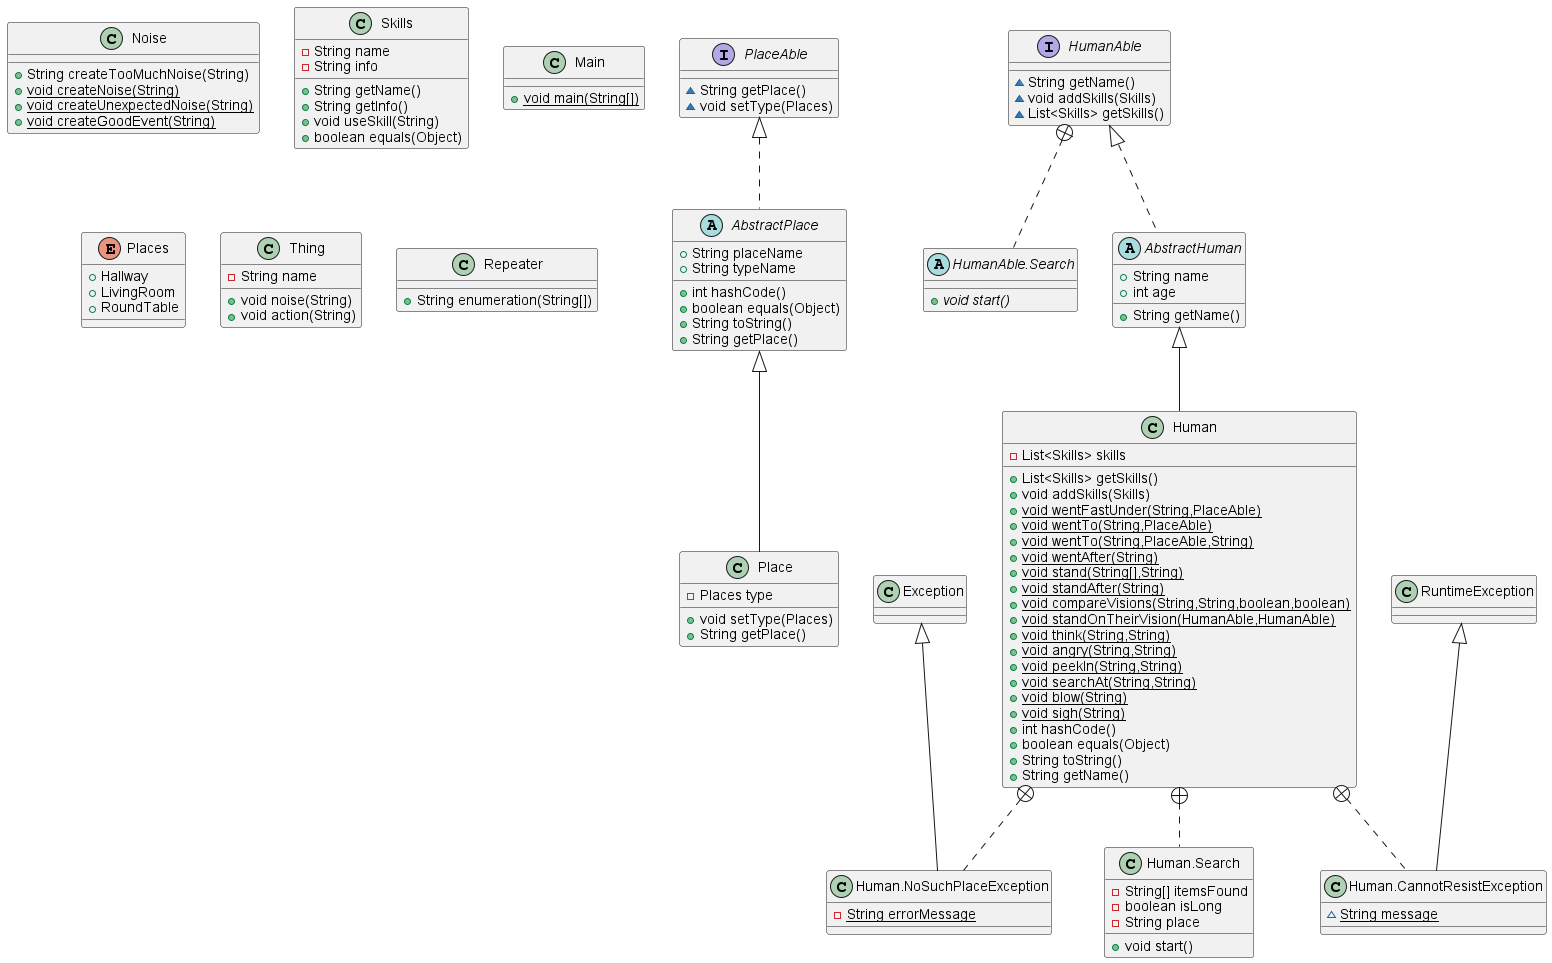 Noise
String createTooMuchNoise(String)
void createNoise(String)
void createUnexpectedNoise(String)
void createGoodEvent(String)
Skills
String name
String info
String getName()
String getInfo()
void useSkill(String)
boolean equals(Object)
Main
void main(String[])
PlaceAble
String getPlace()
void setType(Places)
HumanAble
String getName()
void addSkills(Skills)
List<Skills> getSkills()
Places
Hallway
LivingRoom
RoundTable
Thing
String name
void noise(String)
void action(String)
Repeater
String enumeration(String[])
AbstractPlace
String placeName
String typeName
int hashCode()
boolean equals(Object)
String toString()
String getPlace()
HumanAble.Search
void start()
AbstractHuman
String name
int age
String getName()
Human
List<Skills> skills
List<Skills> getSkills()
void addSkills(Skills)
void wentFastUnder(String,PlaceAble)
void wentTo(String,PlaceAble)
void wentTo(String,PlaceAble,String)
void wentAfter(String)
void stand(String[],String)
void standAfter(String)
void compareVisions(String,String,boolean,boolean)
void standOnTheirVision(HumanAble,HumanAble)
void think(String,String)
void angry(String,String)
void peekIn(String,String)
void searchAt(String,String)
void blow(String)
void sigh(String)
int hashCode()
boolean equals(Object)
String toString()
String getName()
Place
Places type
void setType(Places)
String getPlace()
Exception
RuntimeException
Human.NoSuchPlaceException
String errorMessage
Human.Search
String[] itemsFound
boolean isLong
String place
void start()
Human.CannotResistException
String message